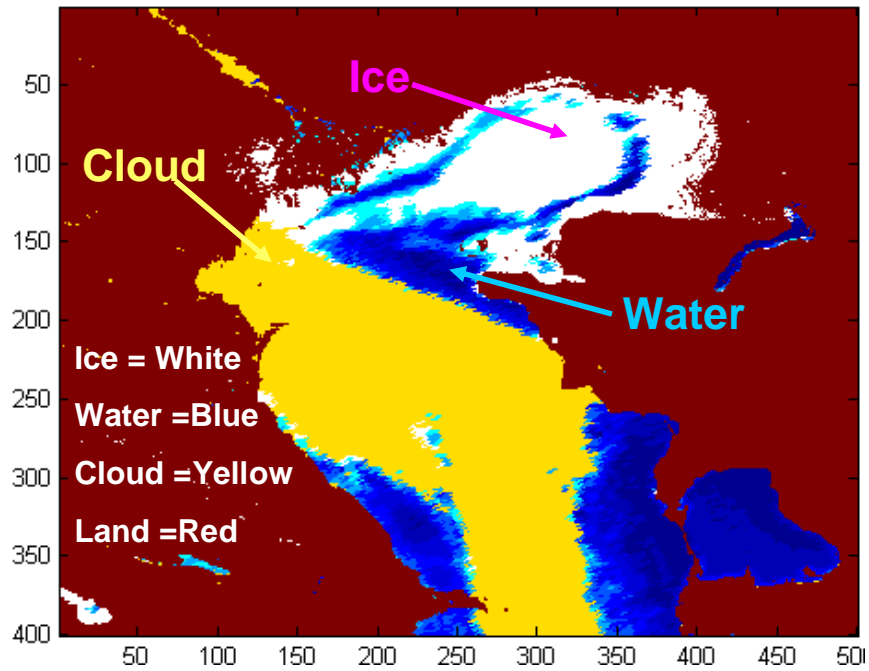 Ice
Cloud
Water
Ice = White
Water =Blue
Cloud =Yellow
Land =Red
50
100
150
200
250
300
350
400
50 100 150 200 250 300 350 400 450